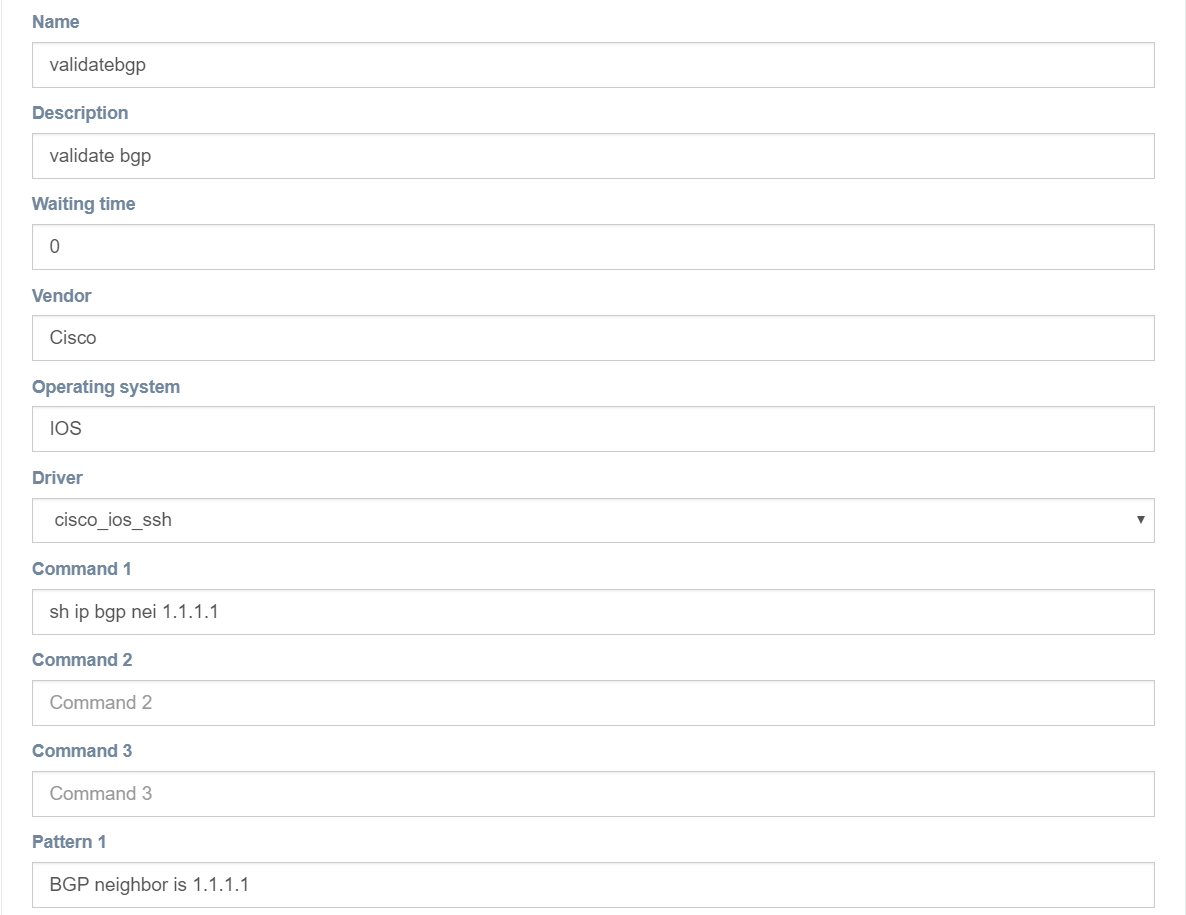 Name
validatebgp
Description
validate bgp
Waiting time
0
Vendor
Cisco
Operating system
IOS
Driver
cisco_ios_ssh
Command 1
sh ip bgp nei 1.1.1.1
Command 2
Command 2
Command 3
Command 3
Pattern 1
BGP neighbor is 1.1.1.1